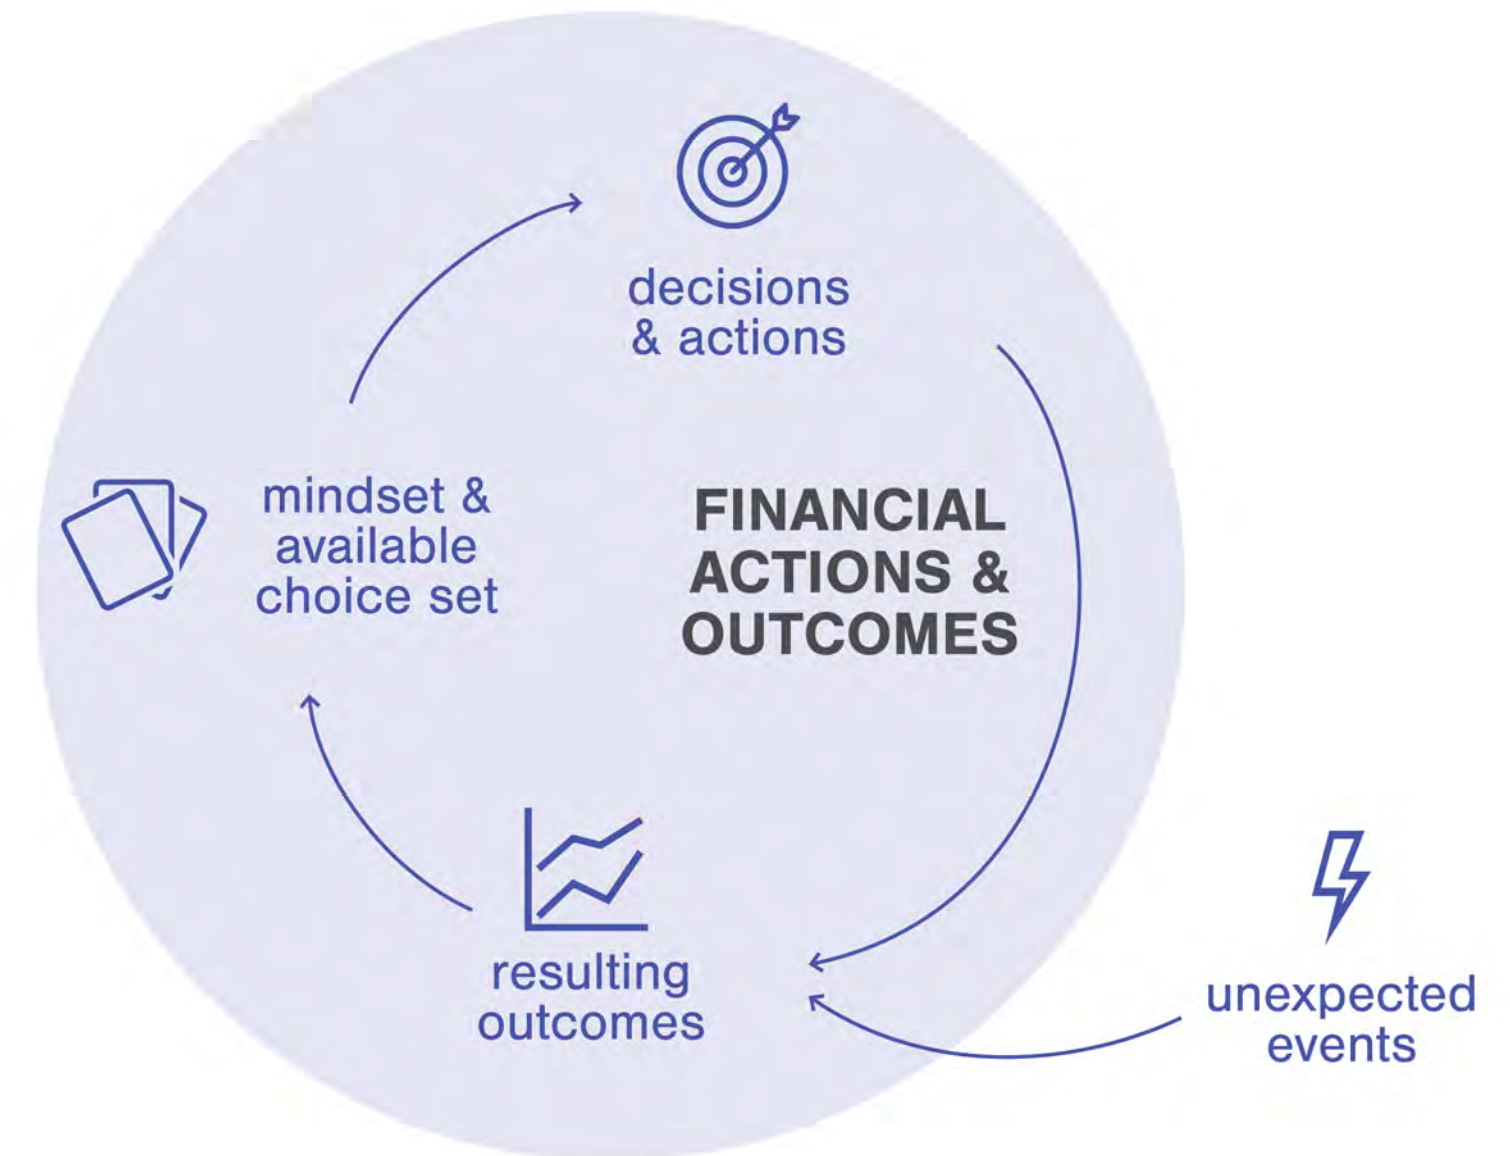 decisions
& actions
mindset &
available
choice set
FINANCIAL
ACTIONS &
OUTCOMES
resulting
outcomes
unexpected
events